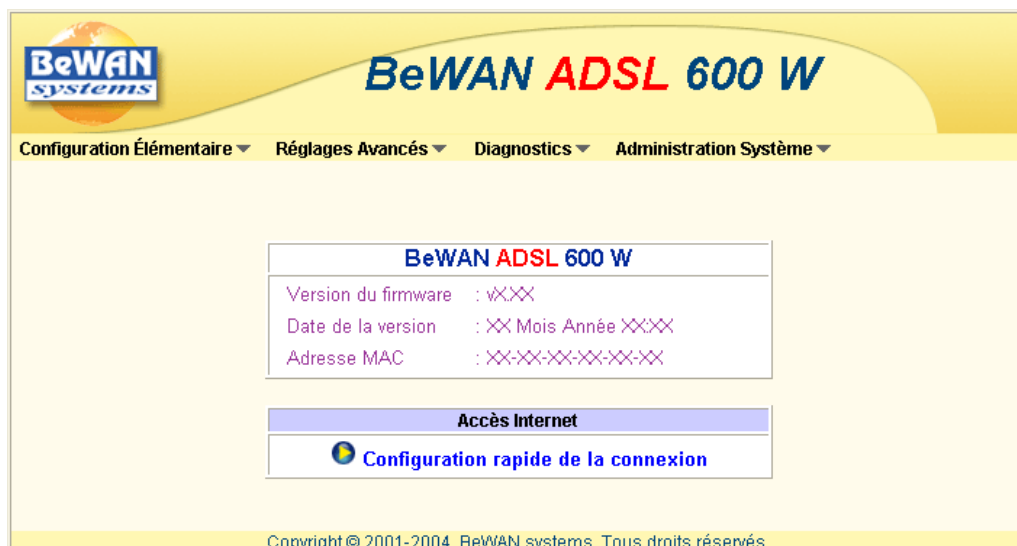 BeWAN
systems
BeWAN ADSL 600 W
Configuration Élémentaire Réglages Avancés Diagnostics Administration Système
BeWAN ADSL 600 W
Version du firmware : vX.XX
Date de la version : XX Mois Année XX:XX
Adresse MAC : XX-XX-XX-XX-XX-XX
Accès Internet
Configuration rapide de la connexion
Copyright © 2001-2004, BeWAN systems. Tous droits réservés.